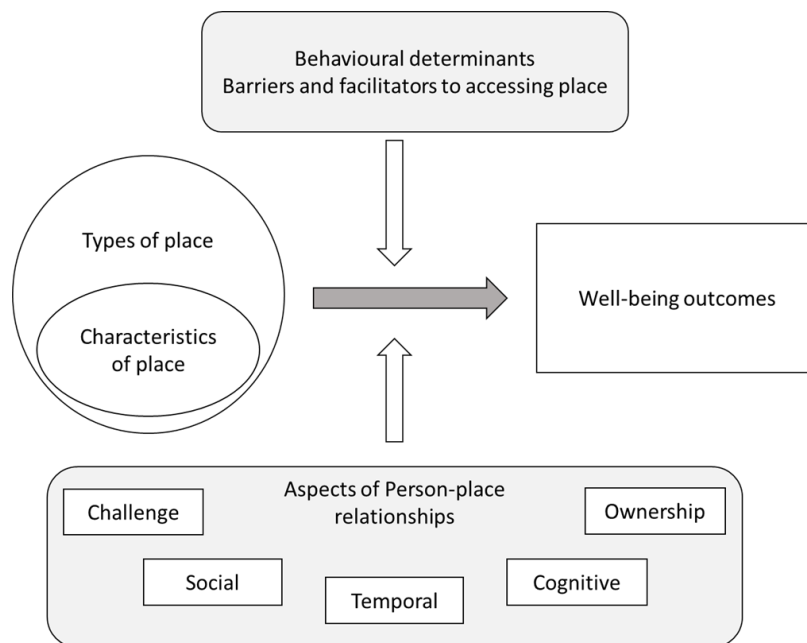 Behavioural determinants
Barriers and facilitators to accessing place
Types of place
Characteristics
of place
Well-being outcomes
Aspects of Person-place
relationships
Challenge
Ownership
Social
Cognitive
Temporal